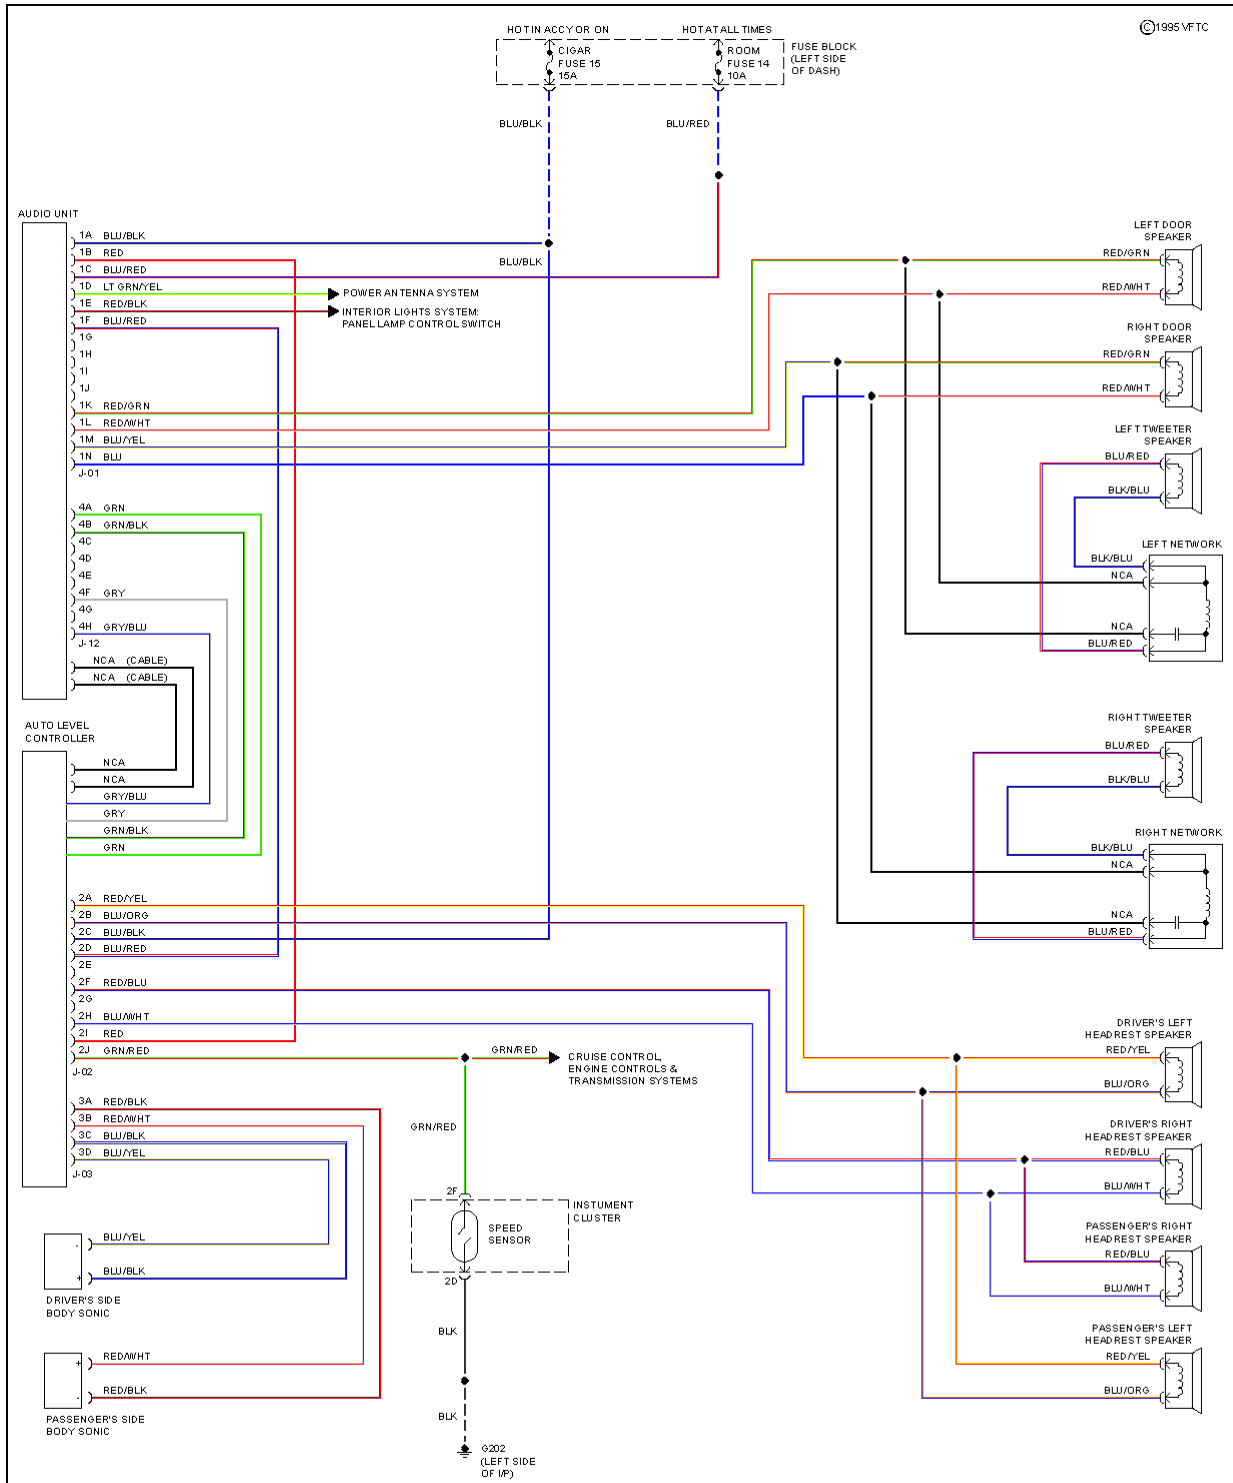 HOT IN ACCY OR ON
HOT AT ALL TIMES
©1995 VFTC
CIGAR
FUSE 15
15A
ROOM
FUSE 14
10A
FUSE BLOCK
(LEFT SIDE
OF DASH)
BLU/BLK
BLU/RED
AUDIO UNIT
1A BLU/BLK
1B RED
1C BLU/RED
1D LT GRN/YEL
1E RED/BLK
1F BLU/RED
1G
1H
1I
1J
1K RED/GRN
1L RED/WHT
1M BLU/YEL
1N BLU
J-01
BLU/BLK
POWER ANTENNA SYSTEM
INTERIOR LIGHTS SYSTEM:
PANEL LAMP CONTROL SWITCH
4A GRN
4B GRN/BLK
4C
4D
4E
4F GRY
4G
4H GRY/BLU
J-12
NCA (CABLE)
NCA (CABLE)
AUTO LEVEL
CONTROLLER
NCA
NCA
GRY/BLU
GRY
GRN/BLK
GRN
2A RED/YEL
2B BLU/ORG
2C BLU/BLK
2D BLU/RED
2E
2F RED/BLU
2G
2H BLU/WHT
2I RED
2J GRN/RED
J-02
GRN/RED
CRUISE CONTROL,
ENGINE CONTROLS &
TRANSMISSION SYSTEMS
3A RED/BLK
3B RED/WHT
3C BLU/BLK
3D BLU/YEL
J-03
GRN/RED
2F
INSTUMENT
CLUSTER
SPEED
SENSOR
2D
BLK
BLK
G202
(LEFT SIDE
OF I/P)
-
BLU/YEL
+
BLU/BLK
DRIVER'S SIDE
BODY SONIC
+
RED/WHT
-
RED/BLK
PASSENGER'S SIDE
BODY SONIC
LEFT DOOR
SPEAKER
RED/GRN
RED/WHT
RIGHT DOOR
SPEAKER
RED/GRN
RED/WHT
LEFT TWEETER
SPEAKER
BLU/RED
BLK/BLU
LEFT NETWORK
BLK/BLU
NCA
NCA
BLU/RED
RIGHT TWEETER
SPEAKER
BLU/RED
BLK/BLU
RIGHT NETWORK
BLK/BLU
NCA
NCA
BLU/RED
DRIVER'S LEFT
HEADREST SPEAKER
RED/YEL
BLU/ORG
DRIVER'S RIGHT
HEADREST SPEAKER
RED/BLU
BLU/WHT
PASSENGER'S RIGHT
HEADREST SPEAKER
RED/BLU
BLU/WHT
PASSENGER'S LEFT
HEADREST SPEAKER
RED/YEL
BLU/ORG